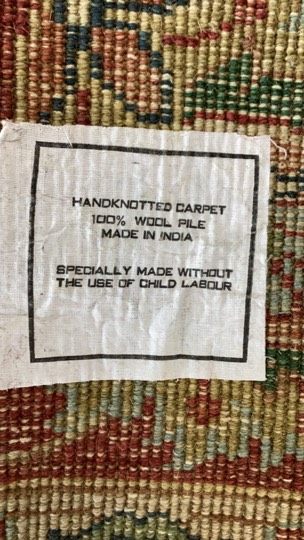 HANDKNOTTED CARPET
100% WOOL PILE
MADE IN INDIA
SPECIALLY MADE WITHOUT
THE USE OF CHILD LABOUR